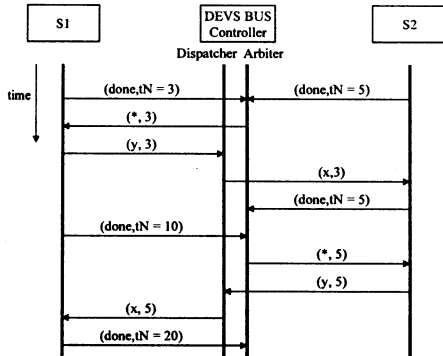 S1
DEVS BUS
Controller
S2
Dispatcher Arbiter
time
(done,tN = 3)
(done,tN = 5)
(*, 3)
(y, 3)
(x,3)
(done,tN = 5)
(done,tN = 10)
(*, 5)
(y, 5)
(x, 5)
(done,tN = 20)